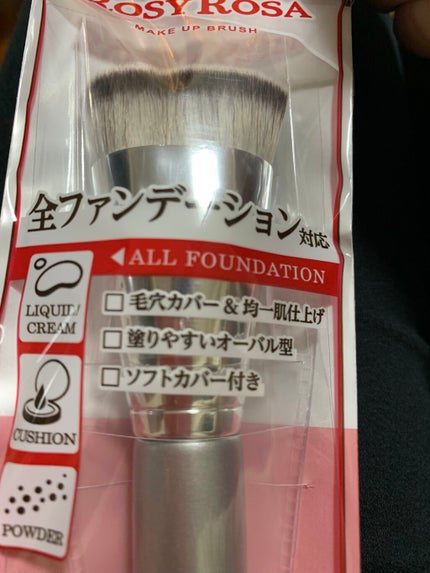 ROSY ROSA
MAKE UP BRUSH
全ファンデーション対応
◀ALL FOUNDATION
LIQUID/
CREAM
□ 毛穴カバー & 均一肌仕上げ
□ 塗りやすいオーバル型
□ ソフトカバー付き
CUSHION
POWDER